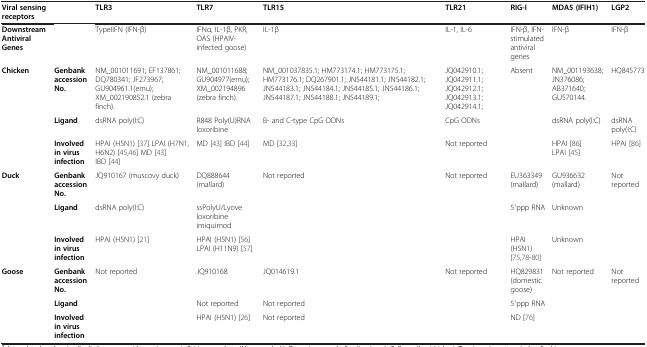 Viral sensing receptors TLR3 TLR7 TLR15 TLR21 RIG-I MDA5 (IFIH1) LGP2
Downstream Antiviral Genes TypeIIFN (IFN-β) IFNα, IL-1β, PKR, OAS (HPAIV-infected goose) IL-1β IL-1, IL-6 IFN-β, IFN-stimulated antiviral genes IFN-β IFN-β
Chicken Genbank accession No. NM_001011691; EF137861; DQ780341; JF273967; GU904961.1(emu); XM_002190852.1 (zebra finch). NM_001011688; GU904977(emu); XM_002194896 (zebra finch). NM_001037835.1; HM773174.1; HM773175.1; HM773176.1; DQ267901.1; JN544181.1; JN544182.1; JN544183.1; JN544184.1; JN544185.1; JN544186.1; JN544187.1; JN544188.1; JN544189.1; JQ042910.1; JQ042911.1; JQ042912.1; JQ042913.1; JQ042914.1; Absent NM_001193638; JN376086; AB371640; GU570144. HQ845773
Ligand dsRNA poly(I:C) R848 Poly(U)RNA loxoribine B- and C-type CpG ODNs CpG ODNs dsRNA poly(I:C) dsRNA poly(I:C)
Involved in virus infection HPAI (H5N1) [37] LPAI (H7N1, H6N2) [45,46] MD [43] IBD [44] MD [43] IBD [44] MD [32,33] Not reported HPAI [86] LPAI [45] HPAI [86]
Duck Genbank accession No. JQ910167 (muscovy duck) DQ888644 (mallard) Not reported Not reported EU363349 (mallard) GU936632 (mallard) Not reported
Ligand dsRNA poly(I:C) ssPolyU/Lyove loxoribine imiquimod 5'ppp RNA Unknown
Involved in virus infection HPAI (H5N1) [21] HPAI (H5N1) [56] LPAI (H11N9) [57] HPAI (H5N1) [75,78-80] Unknown
Goose Genbank accession No. Not reported JQ910168 JQ014619.1 Not reported HQ829831 (domestic goose) Not reported Not reported
Ligand Not reported Not reported 5'ppp RNA
Involved in virus infection HPAI (H5N1) [26] Not reported ND [76]